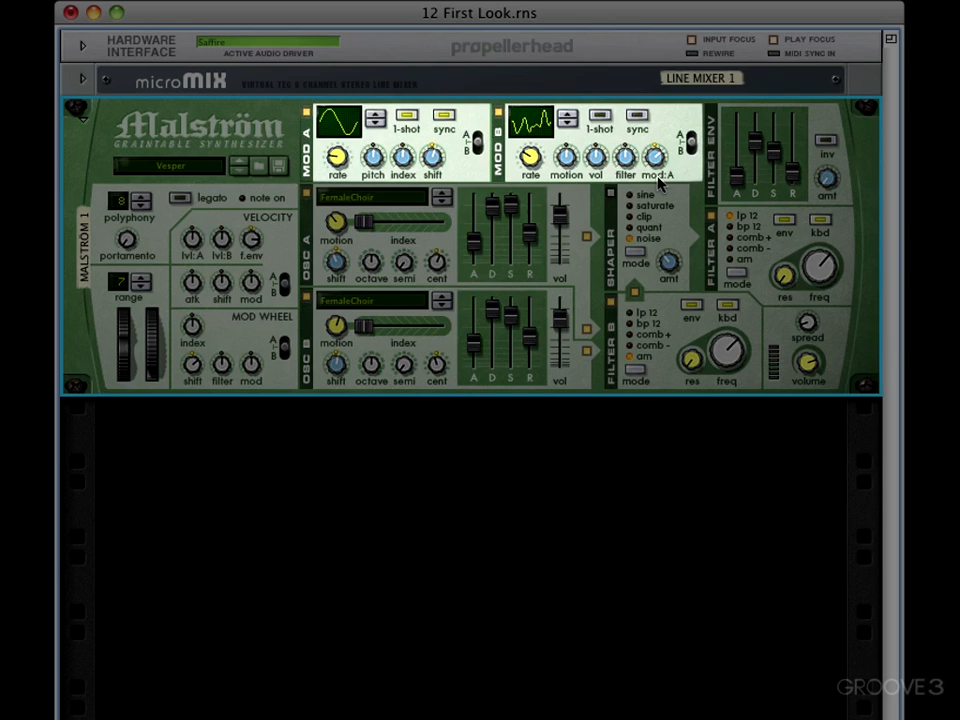 12 First Look.rns
HARDWARE INTERFACE
Saffire
ACTIVE AUDIO DRIVER
propellerhead
INPUT FOCUS
PLAY FOCUS
REWIRE
MIDI SYNC IN
microMIX
LINE MIXER 1
Malström
GRAINTABLE SYNTHESIZER
Vesper
MALSTROM 1
8
polyphony
legato
note on
portamento
7
range
VELOCITY
lvl:A lvl:B f.env
atk shift mod
A
B
MOD WHEEL
index
shift filter mod
A
B
MOD A
1-shot sync
A
B
rate pitch index shift
MOD B
1-shot sync
A
B
rate motion vol filter mod:A
OSC A
FemaleChoir
motion index
shift octave semi cent
A D S R vol
OSC B
FemaleChoir
motion index
shift octave semi cent
A D S R vol
SHAPER
sine
saturate
clip
quant
noise
mode amt
FILTER B
lp 12
bp 12
comb +
comb -
am
mode
env kbd
res freq
FILTER ENV
A D S R
inv
amt
FILTER A
lp 12
bp 12
comb +
comb -
am
mode
env kbd
res freq
spread
volume
GROOVE3